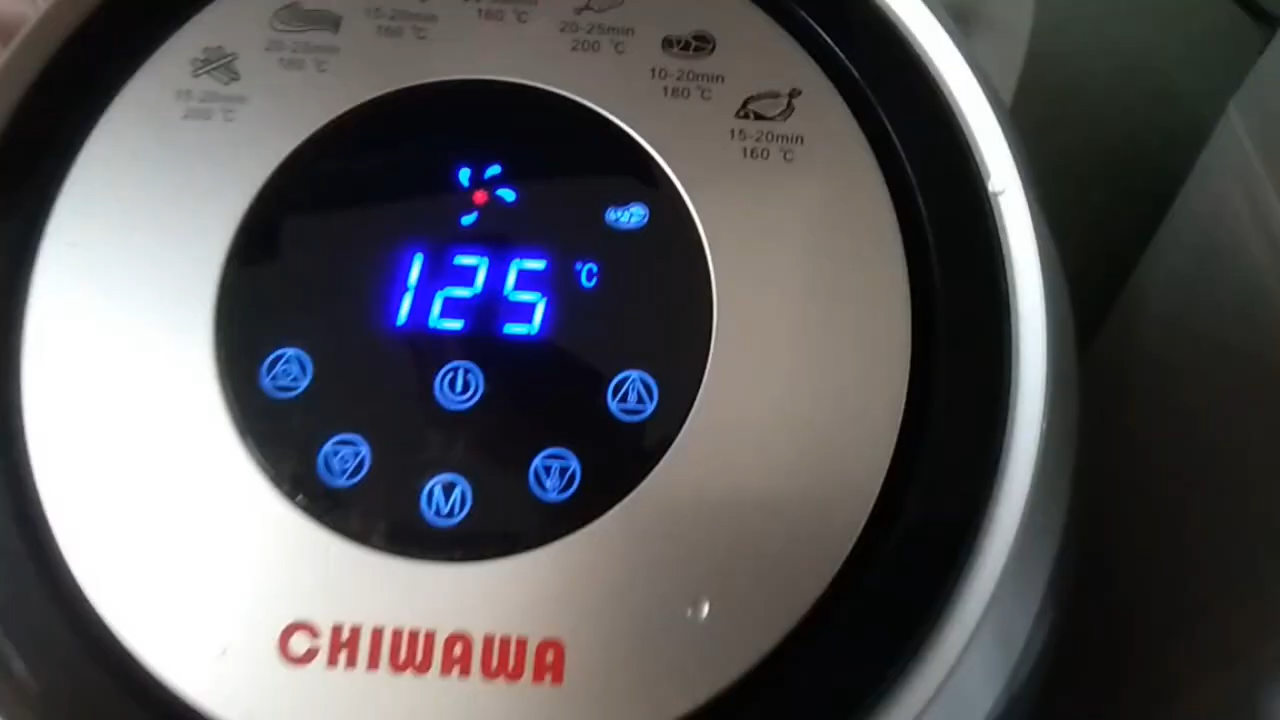 160 ℃
15-20min
160 ℃
20-25min
200 ℃
20-25min
180 ℃
10-20min
180 ℃
15-20min
200 ℃
15-20min
160 ℃
125 ℃
M
CHIWAWA